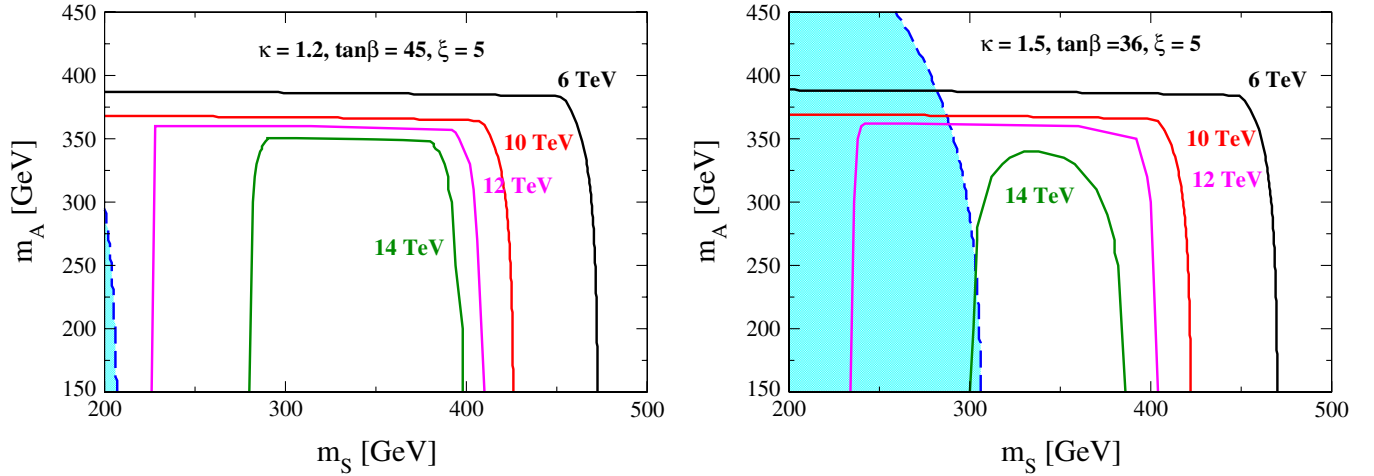 450
κ = 1.2, tanβ = 45, ξ = 5
400
6 TeV
350
10 TeV
12 TeV
300
14 TeV
250
200
150
200
300
400
500
m_A [GeV]
m_S [GeV]
450
κ = 1.5, tanβ =36, ξ = 5
400
6 TeV
350
10 TeV
12 TeV
300
14 TeV
250
200
150
200
300
400
500
m_A [GeV]
m_S [GeV]